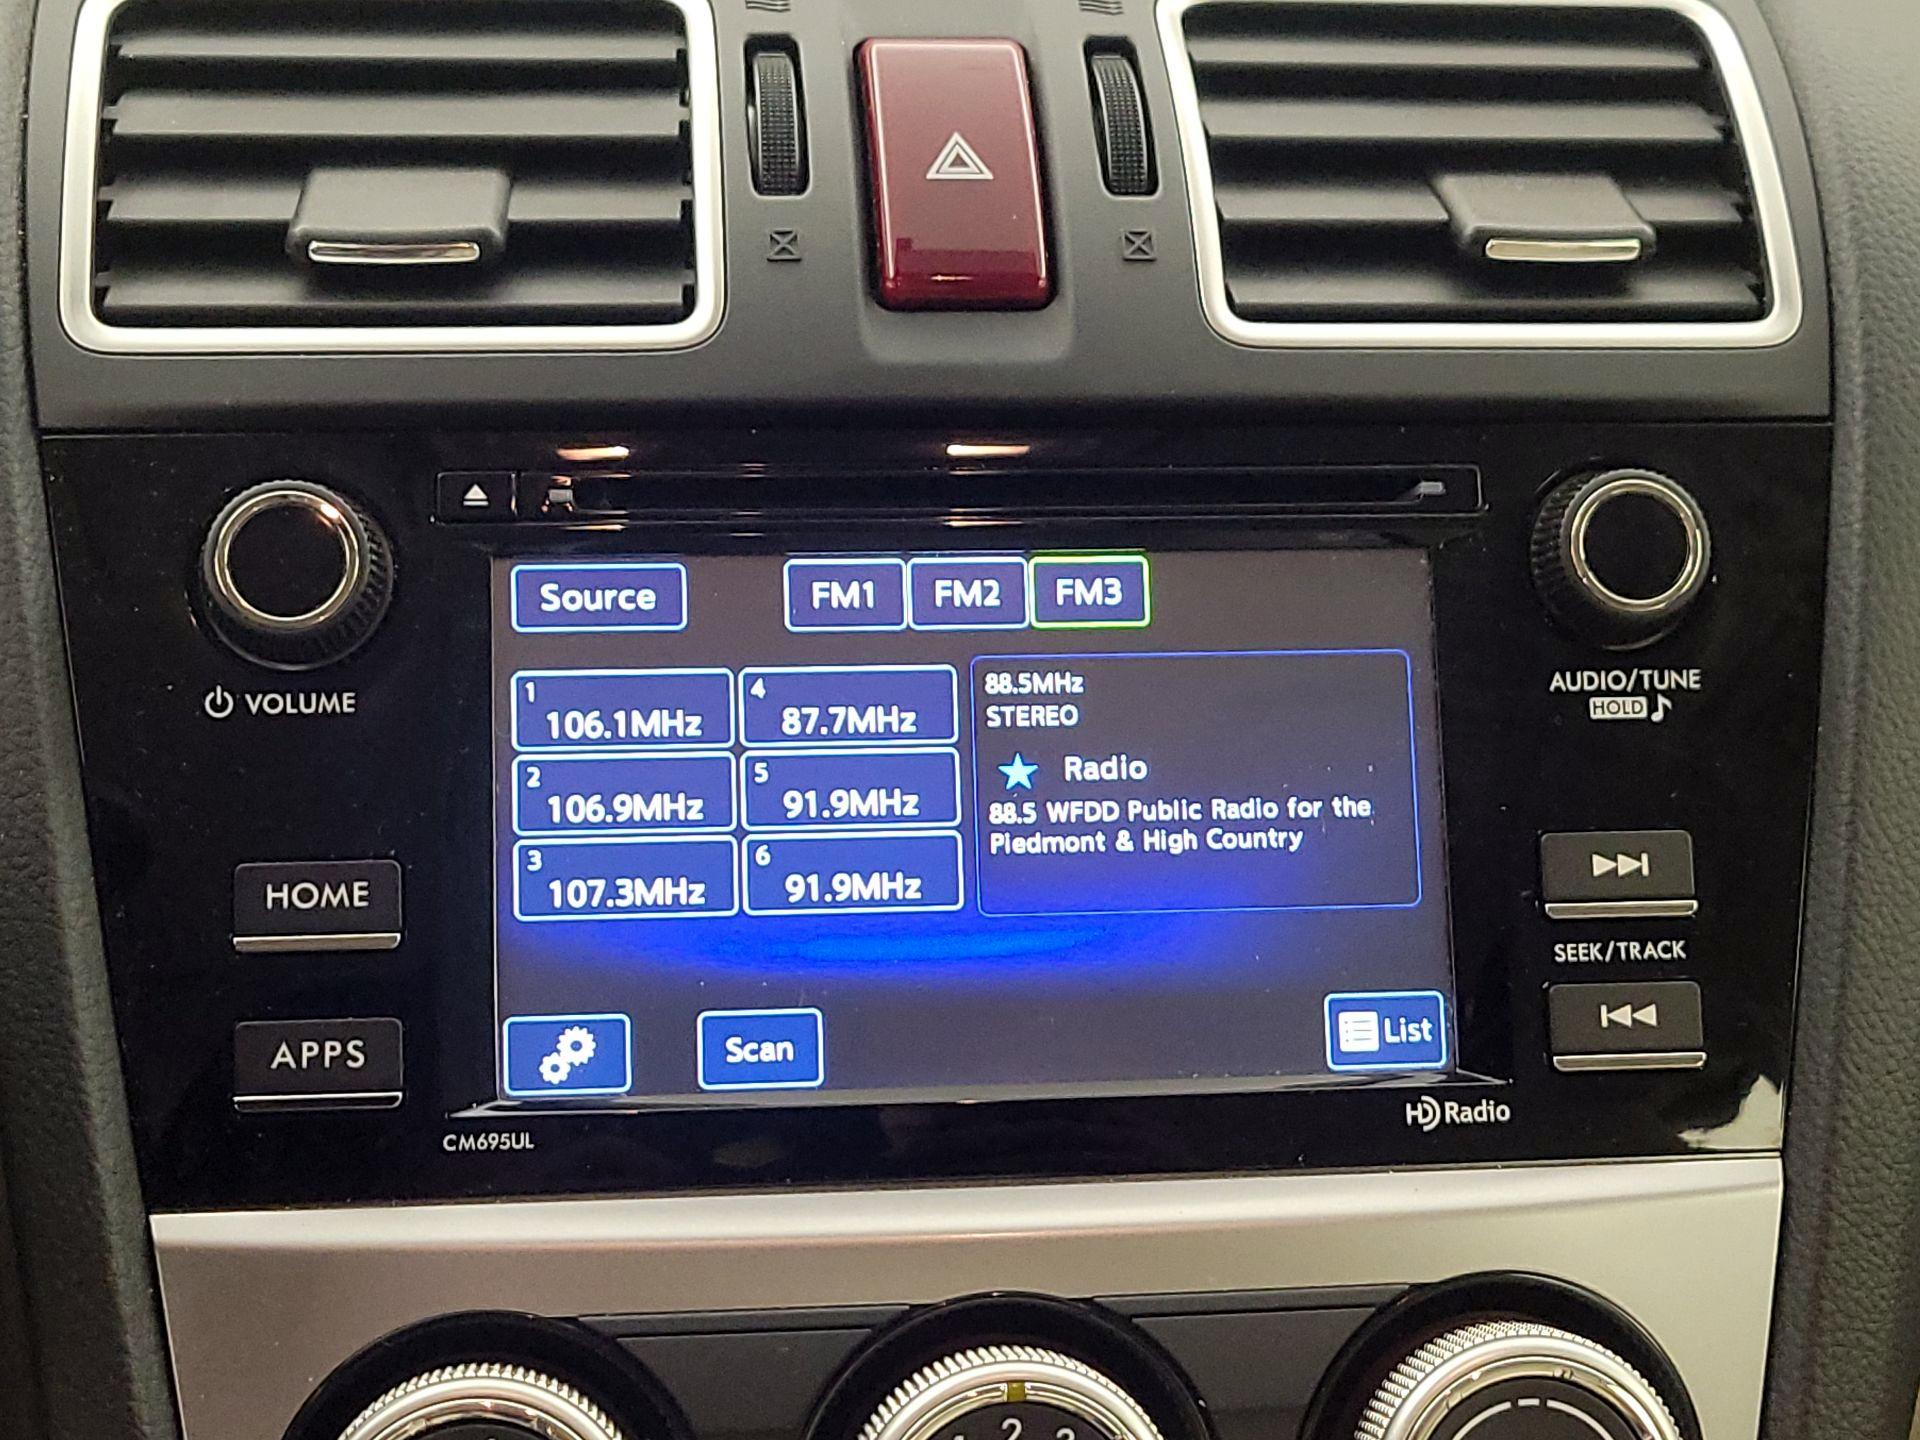 Source
FM1 FM2 FM3
1
106.1MHz
4
87.7MHz
2
106.9MHz
5
91.9MHz
3
107.3MHz
6
91.9MHz
88.5MHz
STEREO
Radio
88.5 WFDD Public Radio for the
Piedmont & High Country
Scan
List
VOLUME
HOME
APPS
AUDIO/TUNE
HOLD
SEEK/TRACK
CM695UL
HD Radio
2